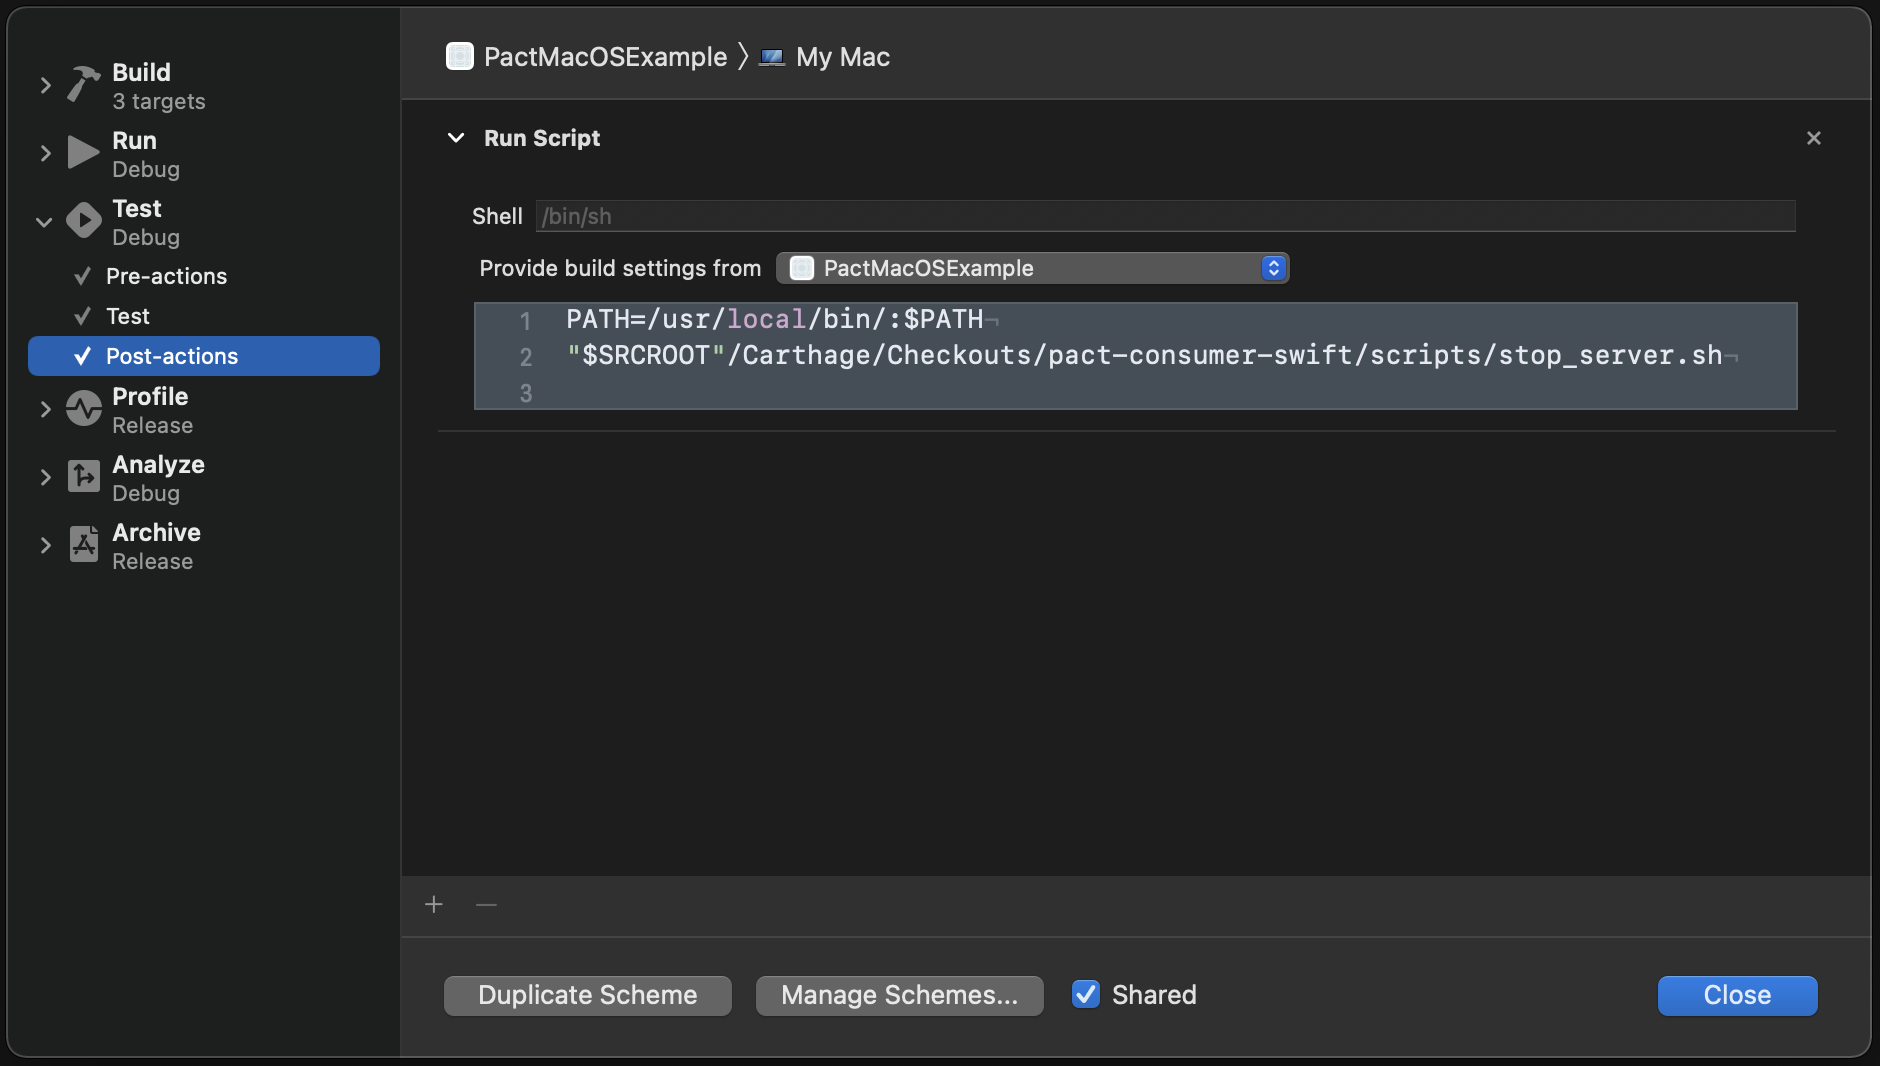 Build
3 targets
Run
Debug
Test
Debug
Pre-actions
Test
Post-actions
Profile
Release
Analyze
Debug
Archive
Release
PactMacOSExample 〉 My Mac
Run Script
Shell /bin/sh
Provide build settings from PactMacOSExample
1 PATH=/usr/local/bin/:$PATH¬
2 "$SRCROOT"/Carthage/Checkouts/pact-consumer-swift/scripts/stop_server.sh¬
3
Duplicate Scheme Manage Schemes... Shared Close